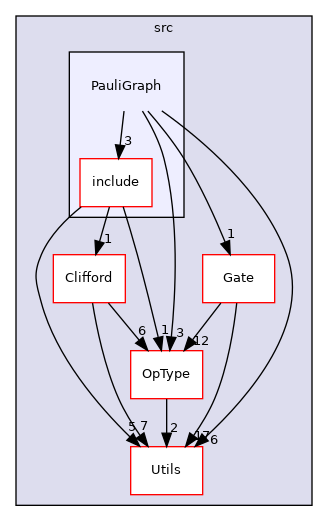 src
PauliGraph
3
include
1
1
Clifford
Gate
6
1
3
12
OpType
5
7
2
17
6
Utils